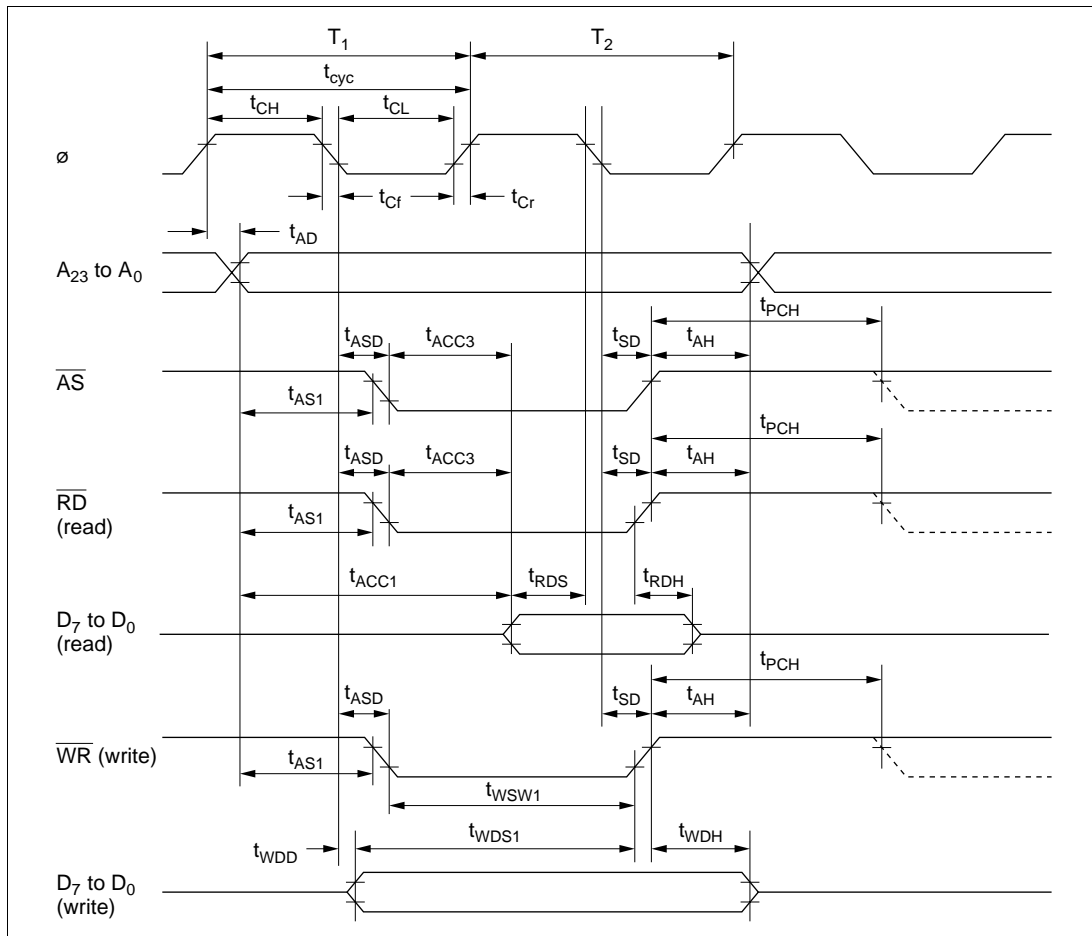 T1 T2
tcyc
tCH tCL
ø
tCf tCr
tAD
A23 to A0
tPCH
tASD tACC3 tSD tAH
AS
tAS1
tPCH
tASD tACC3 tSD tAH
RD
(read)
tAS1
tACC1 tRDS tRDH
D7 to D0
(read)
tPCH
tASD tSD tAH
WR (write)
tAS1
tWSW1
tWDS1 tWDH
tWDD
D7 to D0
(write)